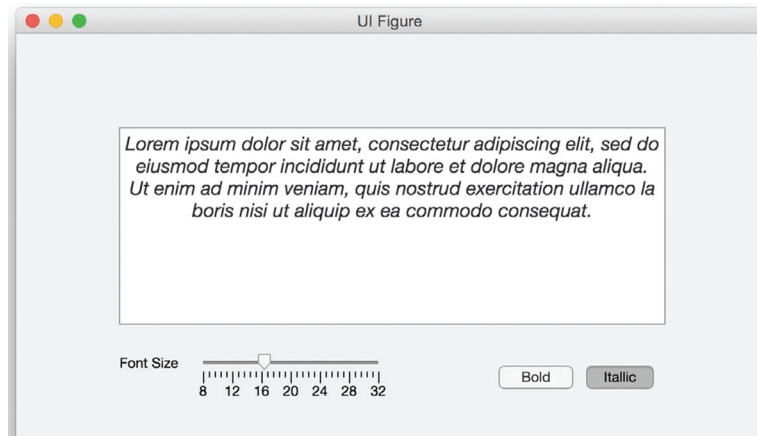 UI Figure
Lorem ipsum dolor sit amet, consectetur adipiscing elit, sed do
eiusmod tempor incididunt ut labore et dolore magna aliqua.
Ut enim ad minim veniam, quis nostrud exercitation ullamco la
boris nisi ut aliquip ex ea commodo consequat.
Font Size
8 12 16 20 24 28 32
Bold
Itallic